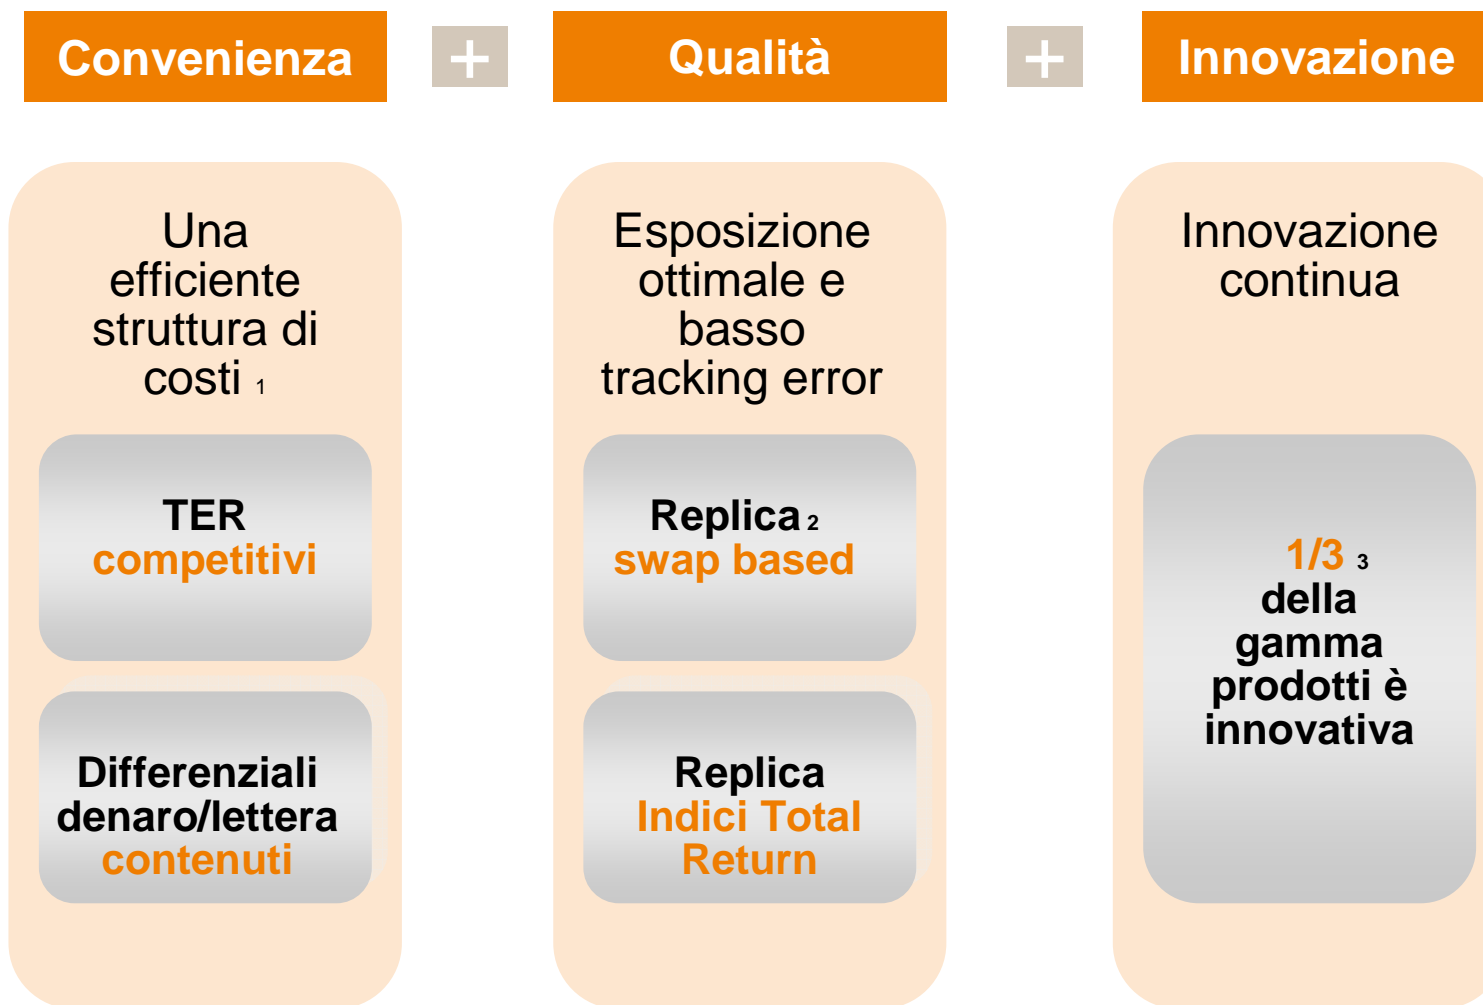 Convenienza
+
Qualità
+
Innovazione
Una
efficiente
struttura di
costi 1
TER
competitivi
Differenziali
denaro/lettera
contenuti
Esposizione
ottimale e
basso
tracking error
Replica 2
swap based
Replica
Indici Total
Return
Innovazione
continua
1/3 3
della
gamma
prodotti è
innovativa